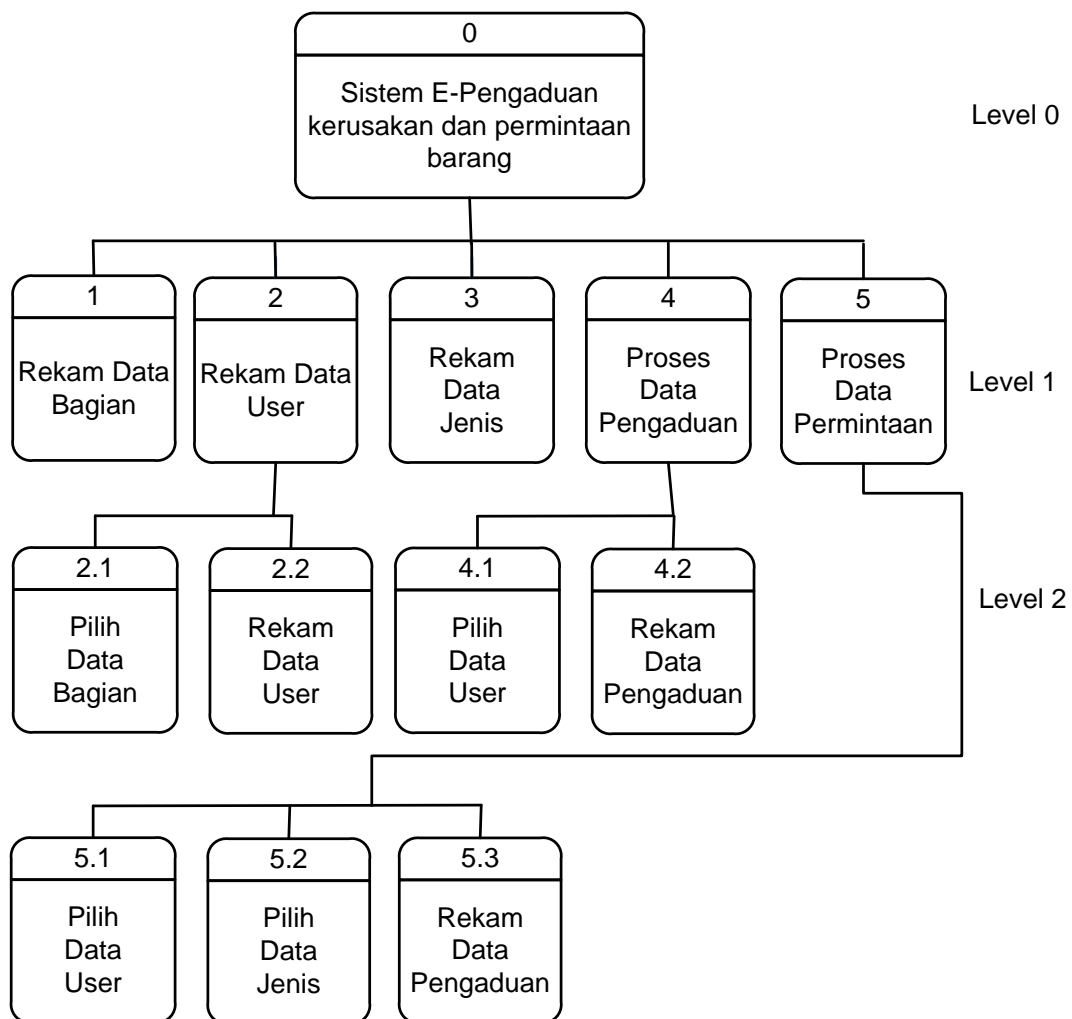 0
Sistem E-Pengaduan
kerusakan dan permintaan
barang
Level 0
1
Rekam Data
Bagian
2
Rekam Data
User
3
Rekam
Data
Jenis
4
Proses
Data
Pengaduan
5
Proses
Data
Permintaan
Level 1
2.1
Pilih
Data
Bagian
2.2
Rekam
Data
User
4.1
Pilih
Data
User
4.2
Rekam
Data
Pengaduan
Level 2
5.1
Pilih
Data
User
5.2
Pilih
Data
Jenis
5.3
Rekam
Data
Pengaduan